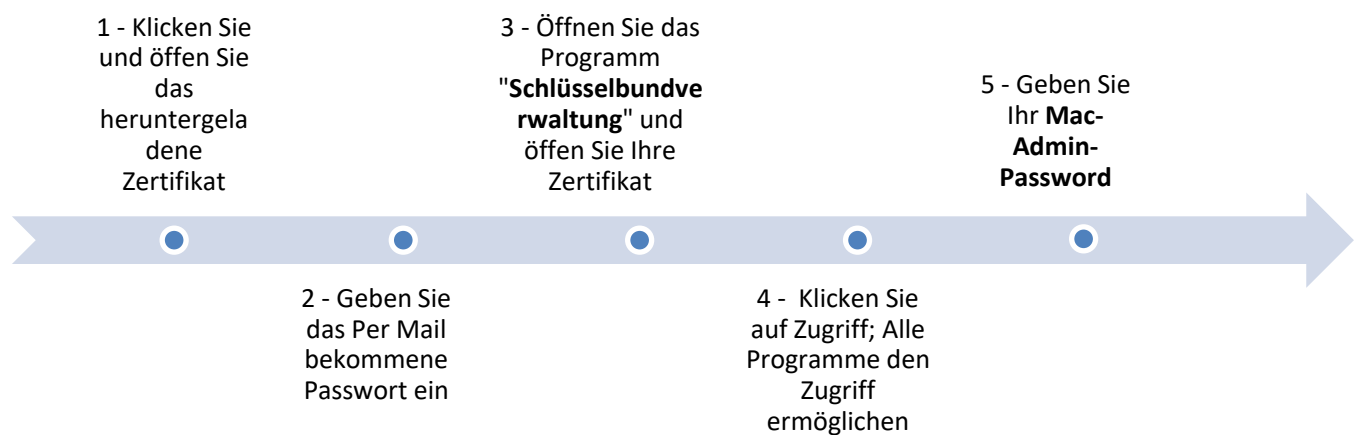 1 - Klicken Sie
und öffen Sie
das
heruntergela
dene
Zertifikat
2 - Geben Sie
das Per Mail
bekommene
Passwort ein
3 - Öffnen Sie das
Programm
"Schlüsselbundve
rwaltung" und
öffen Sie Ihre
Zertifikat
4 -  Klicken Sie
auf Zugriff; Alle
Programme den
Zugriff
ermöglichen
5 - Geben Sie
Ihr Mac-
Admin-
Password